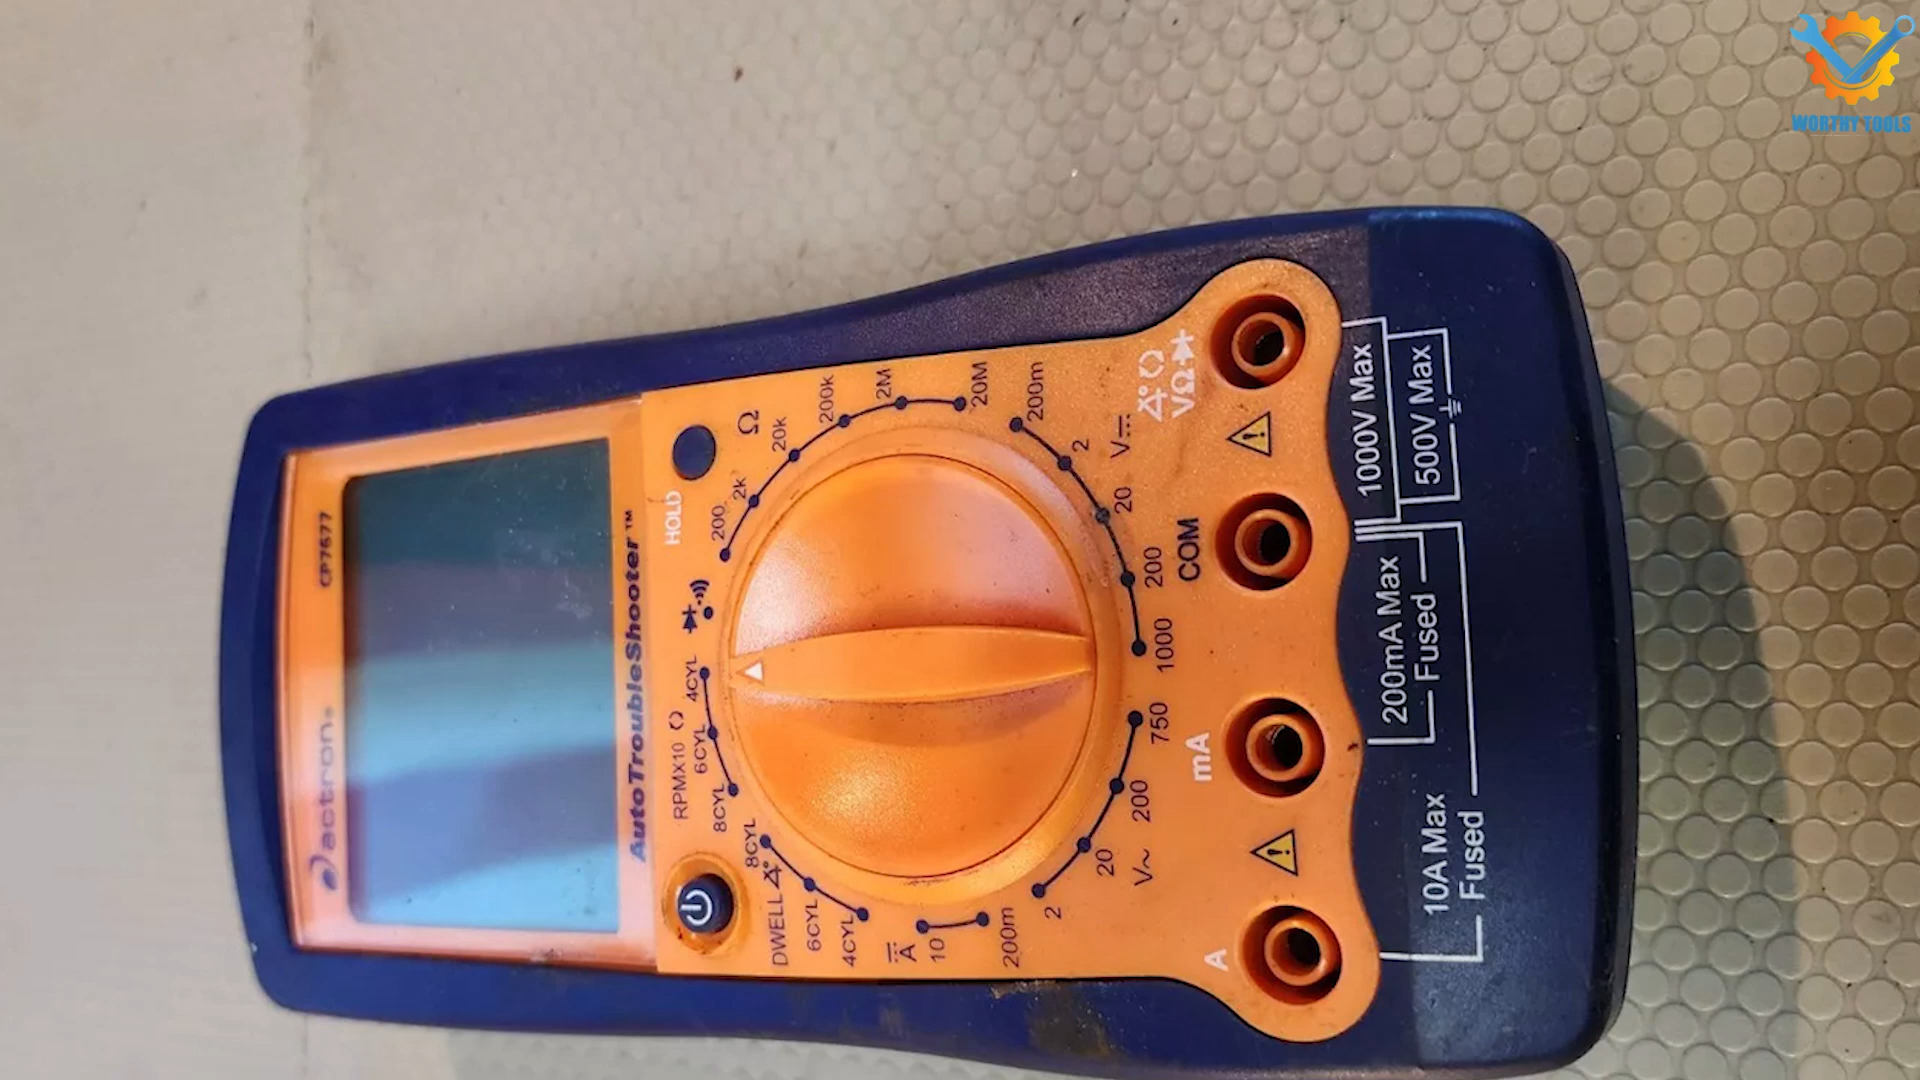 WORTHY TOOLS
actron® CP7677
AutoTroubleShooter™
HOLD
Ω
200
2k
20k
200k
2M
20M
200m
2
20
200
1000
V⎓
750
200
20
2
V~
200m
10
A⎓
DWELL
4CYL
6CYL
8CYL
RPMX10
8CYL
6CYL
4CYL
A
mA
COM
VΩ
10A Max
Fused
200mA Max
Fused
1000V Max
500V Max